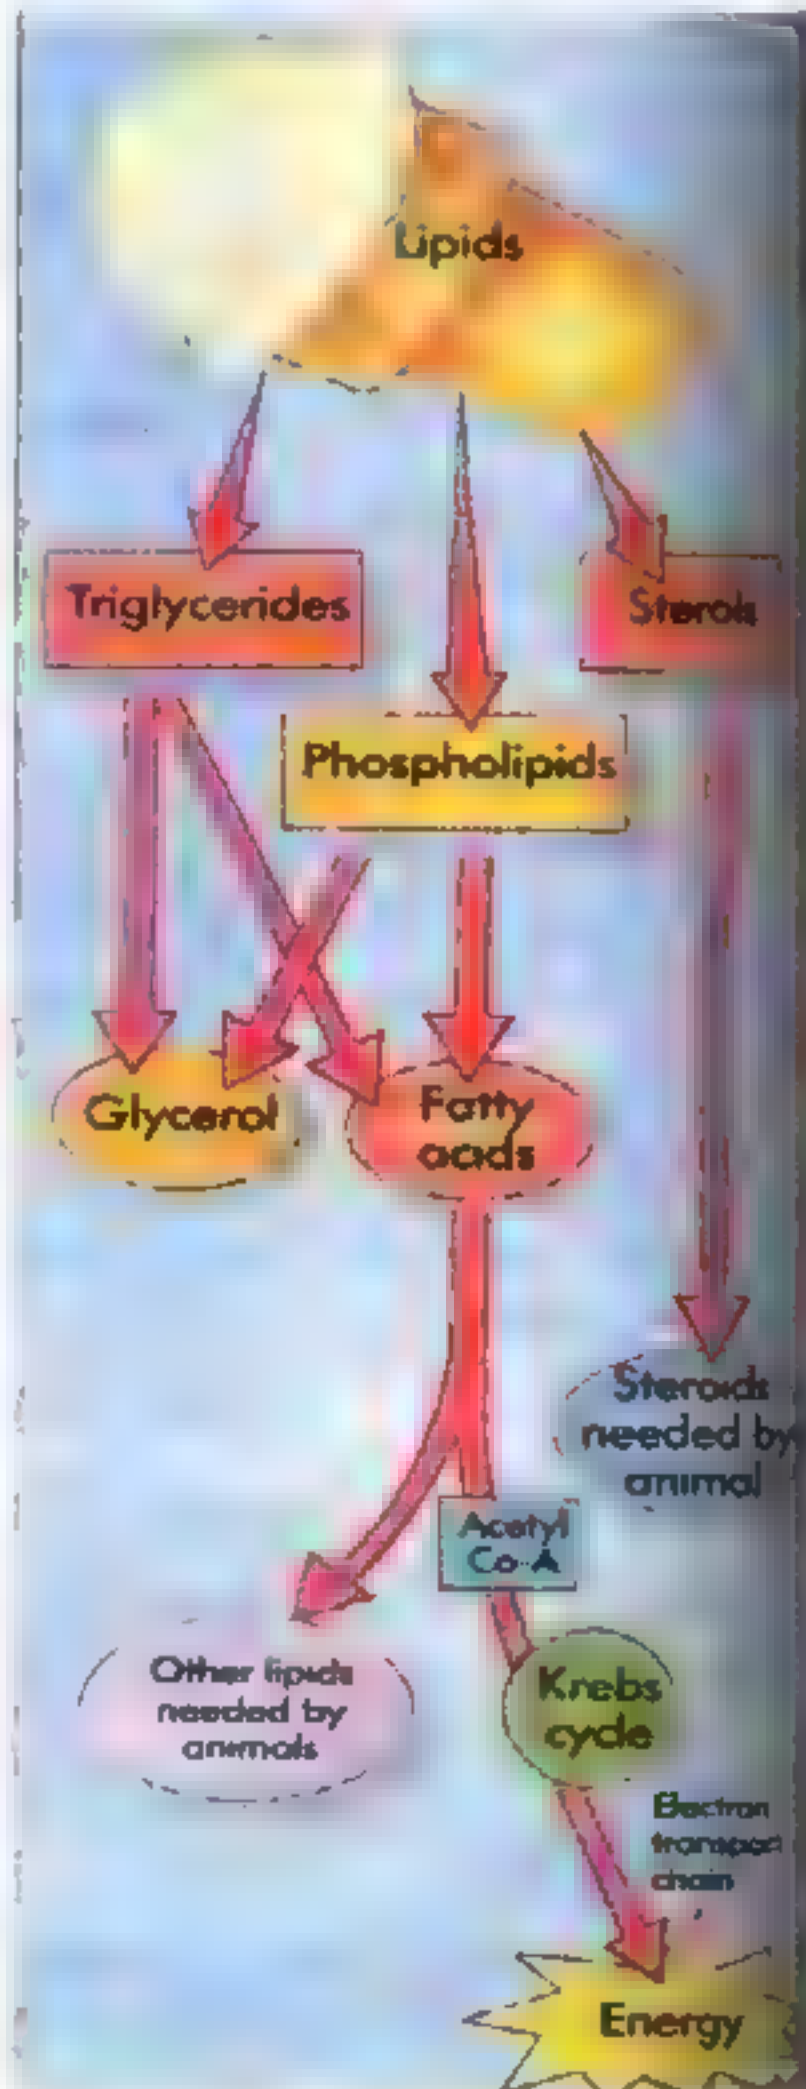 Lipids
Triglycerides
Sterols
Phospholipids
Glycerol
Fatty
acids
Steroids
needed by
animal
Acetyl
Co-A
Other lipids
needed by
animals
Krebs
cycle
Electron
transport
chain
Energy